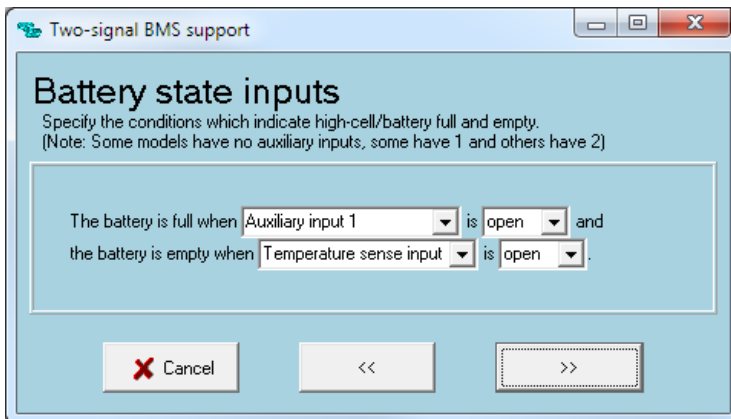 Two-signal BMS support
Battery state inputs
Specify the conditions which indicate high-cell/battery full and empty.
(Note: Some models have no auxiliary inputs, some have 1 and others have 2)
The battery is full when Auxiliary input 1 is open and
the battery is empty when Temperature sense input is open .
Cancel << >>